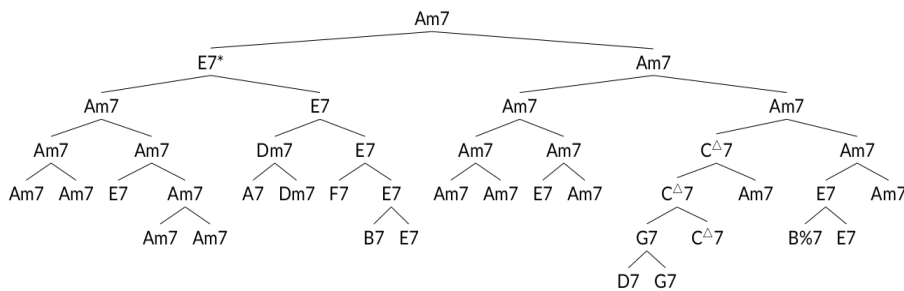 Am7
E7* Am7
Am7 E7 Am7 Am7
Am7 Am7 Dm7 E7 Am7 Am7 C△7 Am7
Am7 Am7 E7 Am7 A7 Dm7 F7 E7 Am7 Am7 E7 Am7 C△7 Am7 E7 Am7
Am7 Am7 B7 E7 G7 C△7 B%7 E7
D7 G7